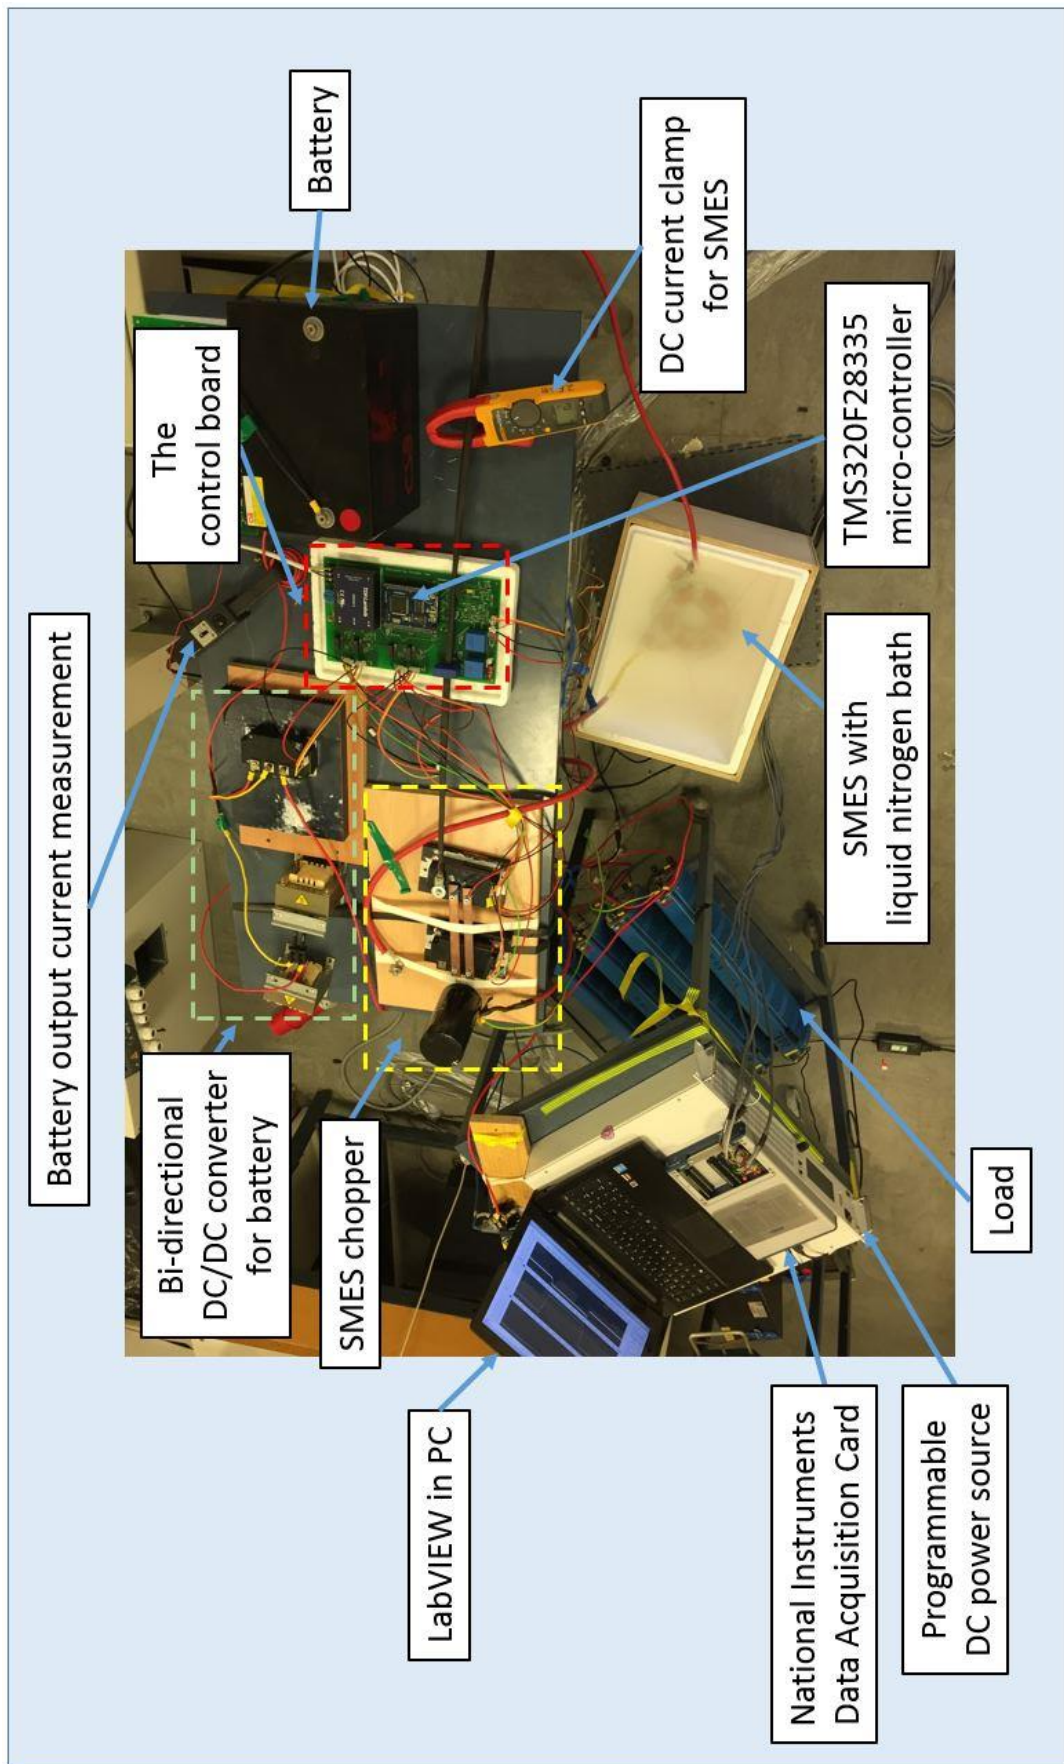 Battery output current measurement
The
control board
Battery
Bi-directional
DC/DC converter
for battery
SMES chopper
DC current clamp
for SMES
LabVIEW in PC
National Instruments
Data Acquisition Card
Programmable
DC power source
Load
SMES with
liquid nitrogen bath
TMS320F28335
micro-controller